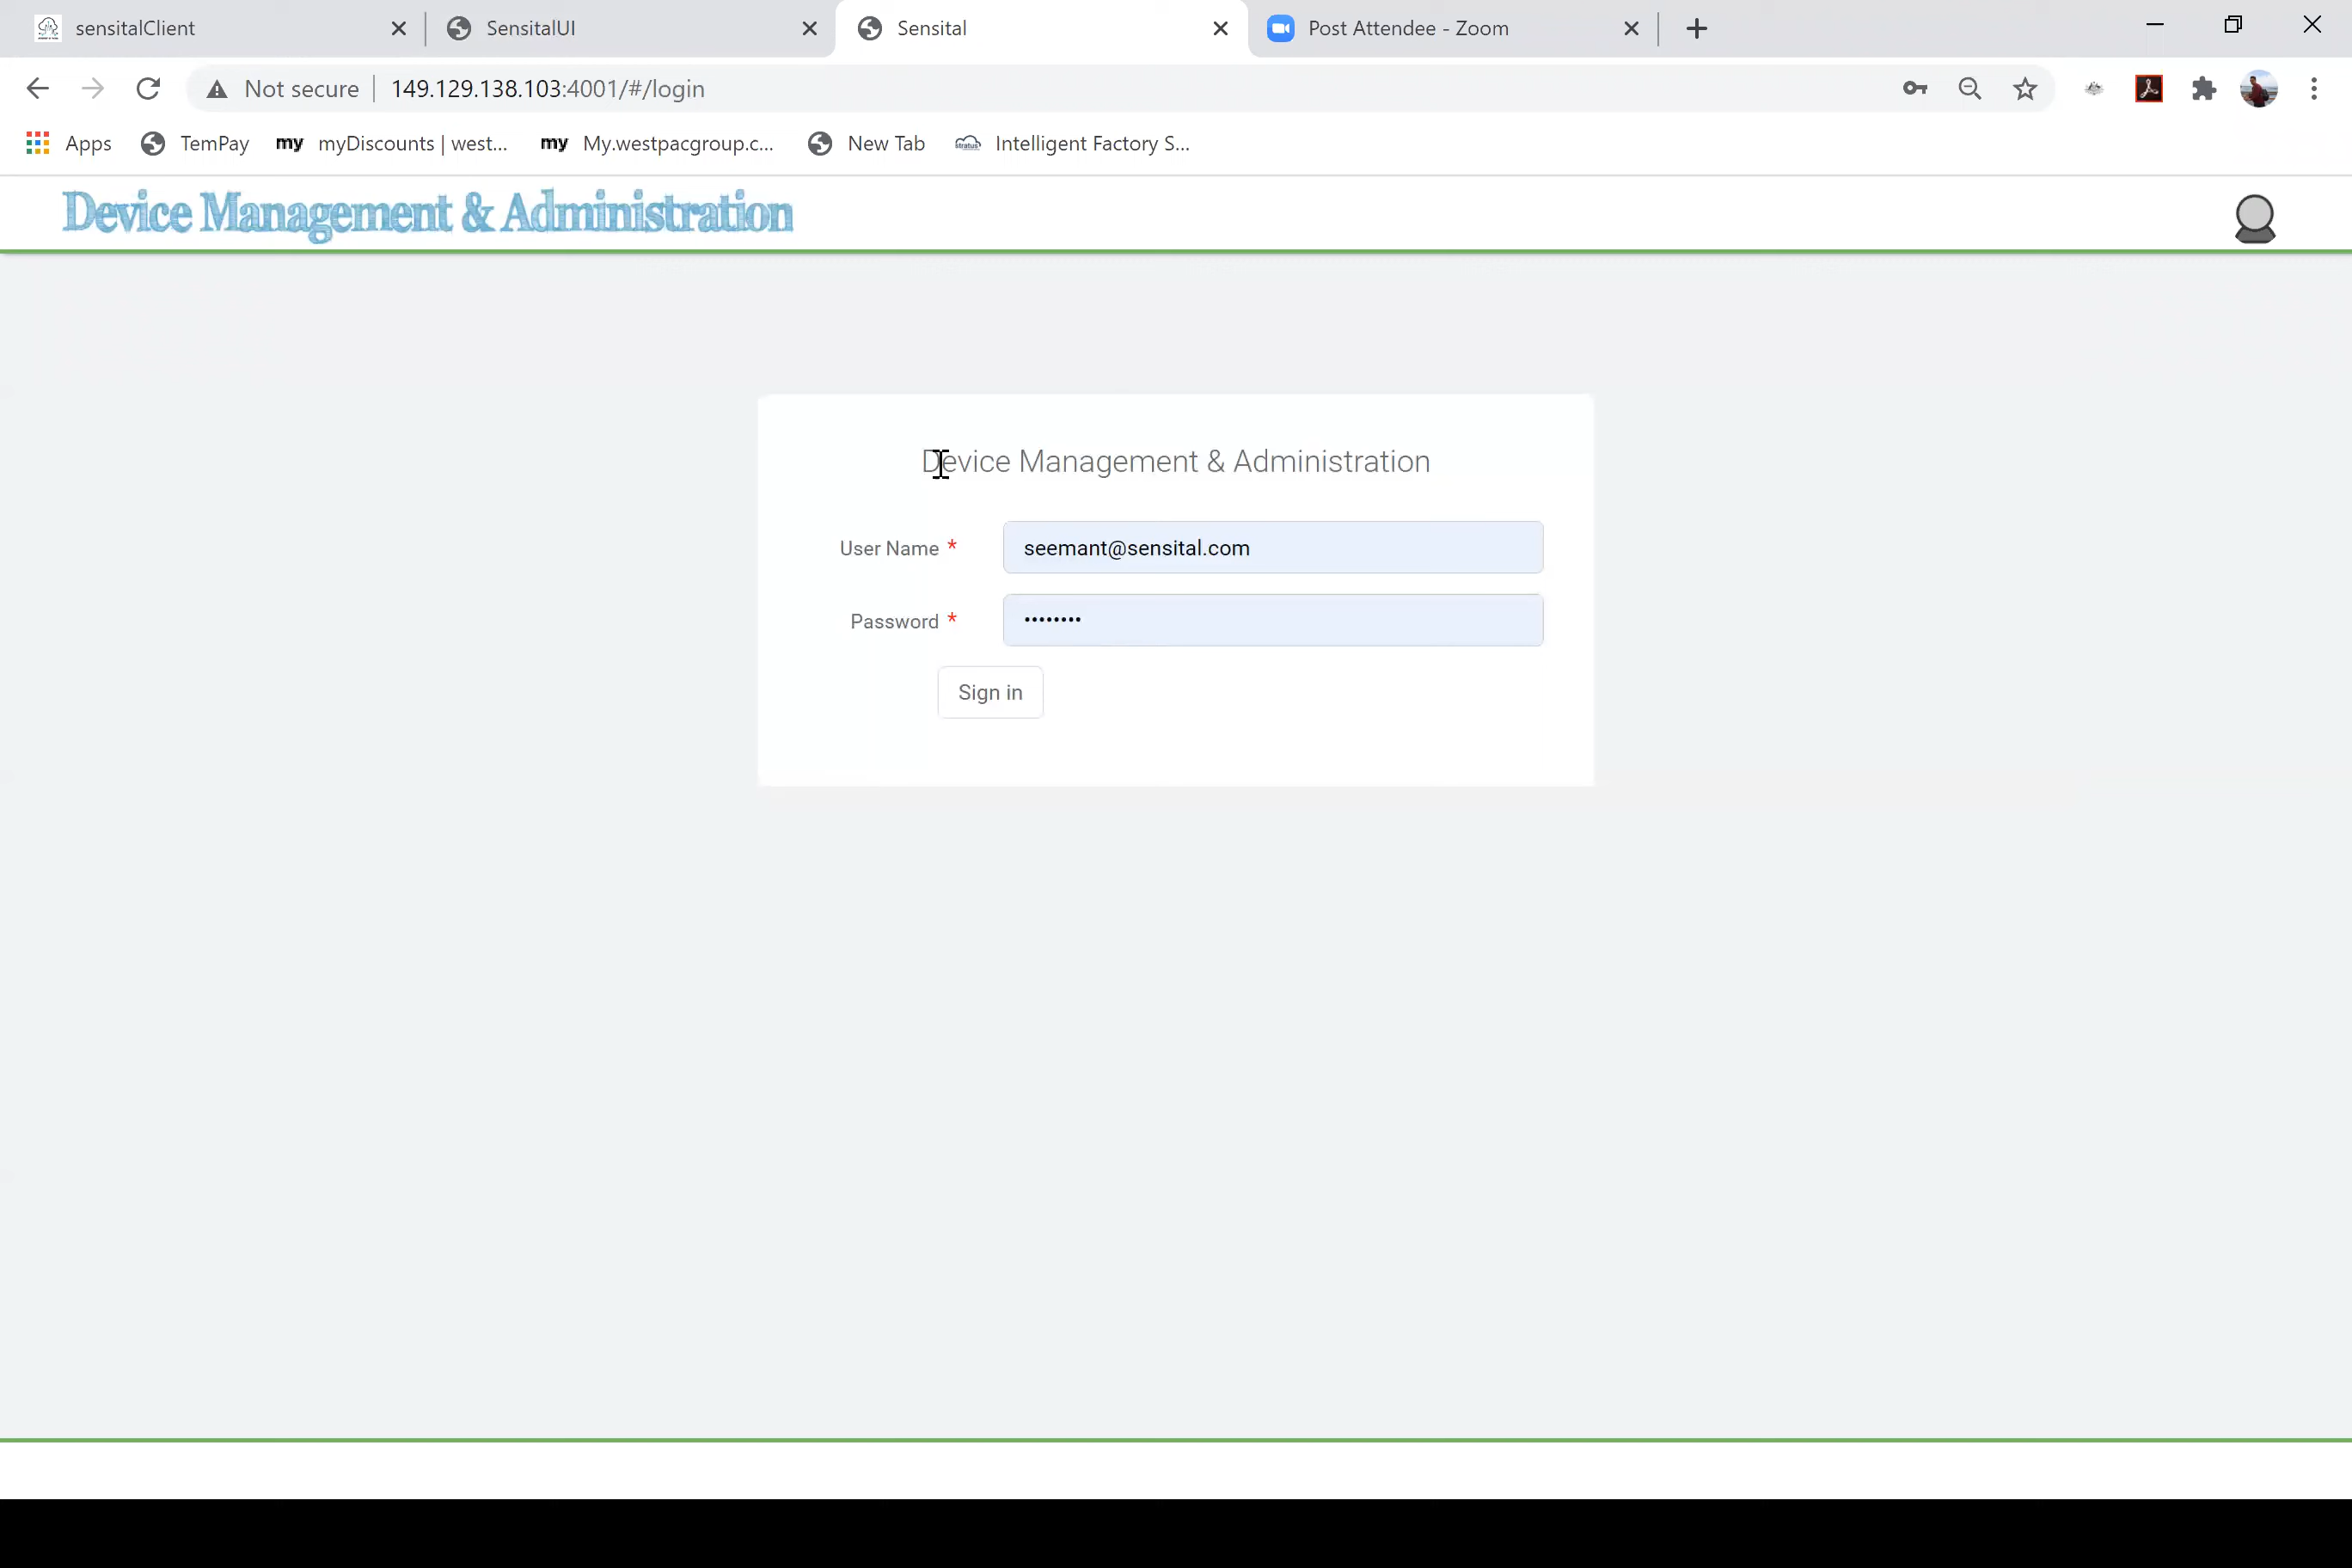 sensitalClient
SensitalUI
Sensital
Post Attendee - Zoom
Not secure
149.129.138.103:4001/#/login
Apps
TemPay
my myDiscounts | west...
my My.westpacgroup.c...
New Tab
stratus Intelligent Factory S...
Device Management & Administration
Device Management & Administration
User Name *
seemant@sensital.com
Password *
••••••••
Sign in